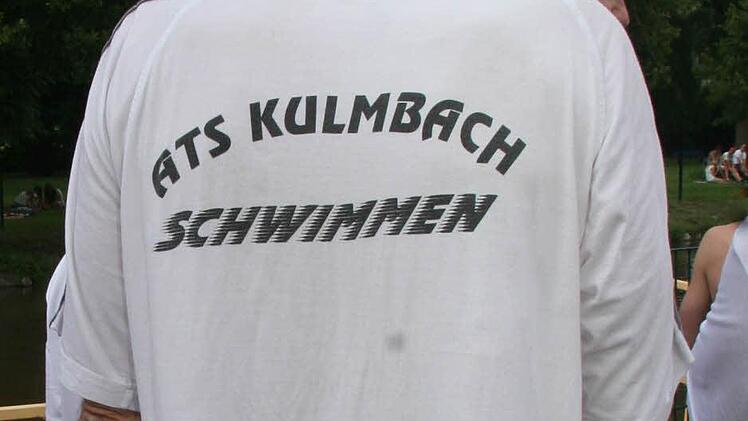 ATS KULMBACH
SCHWIMMEN